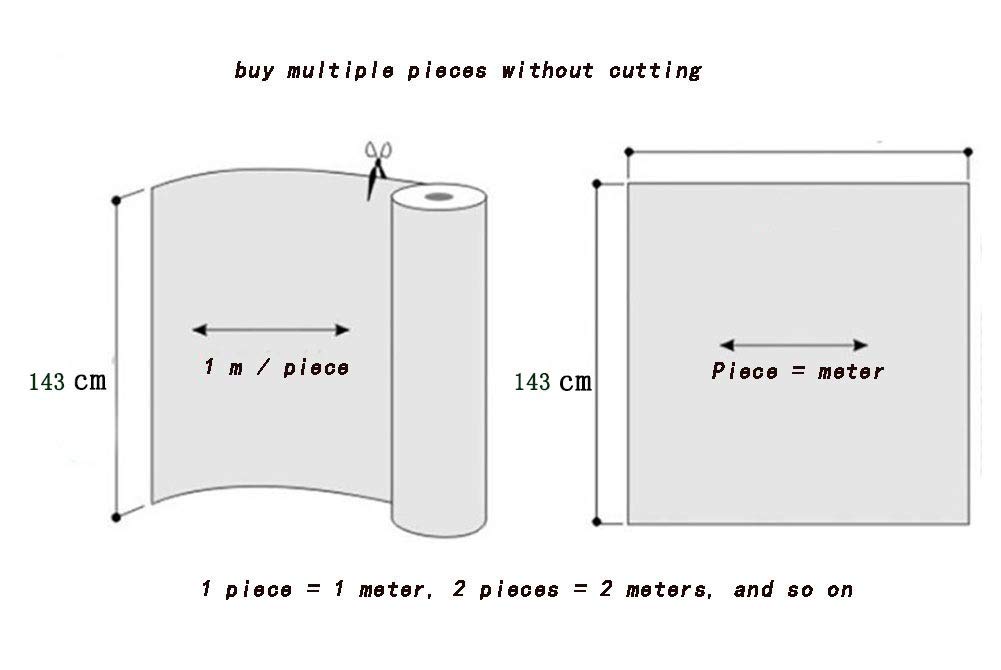 buy multiple pieces without cutting
1 m / piece
143 cm
143 cm
Piece = meter
1 piece = 1 meter, 2 pieces = 2 meters, and so on